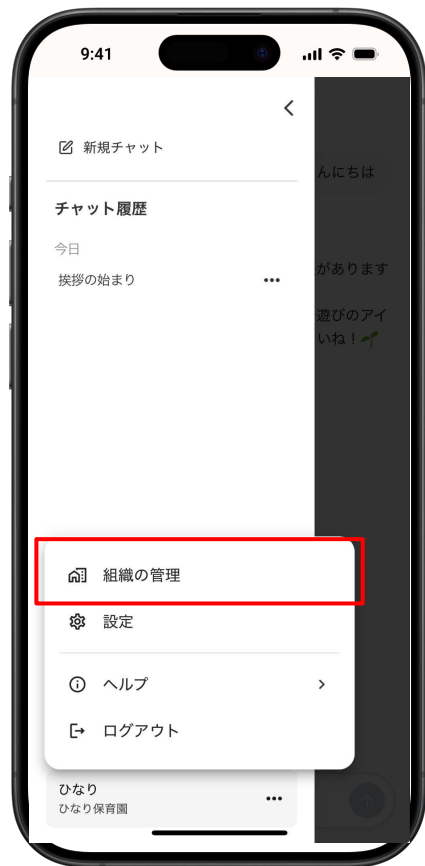 9:41
新規チャット
んにちは
チャット履歴
今日
があります
挨拶の始まり
遊びのアイ
いね！
組織の管理
設定
ヘルプ
ログアウト
ひなり
ひなり保育園